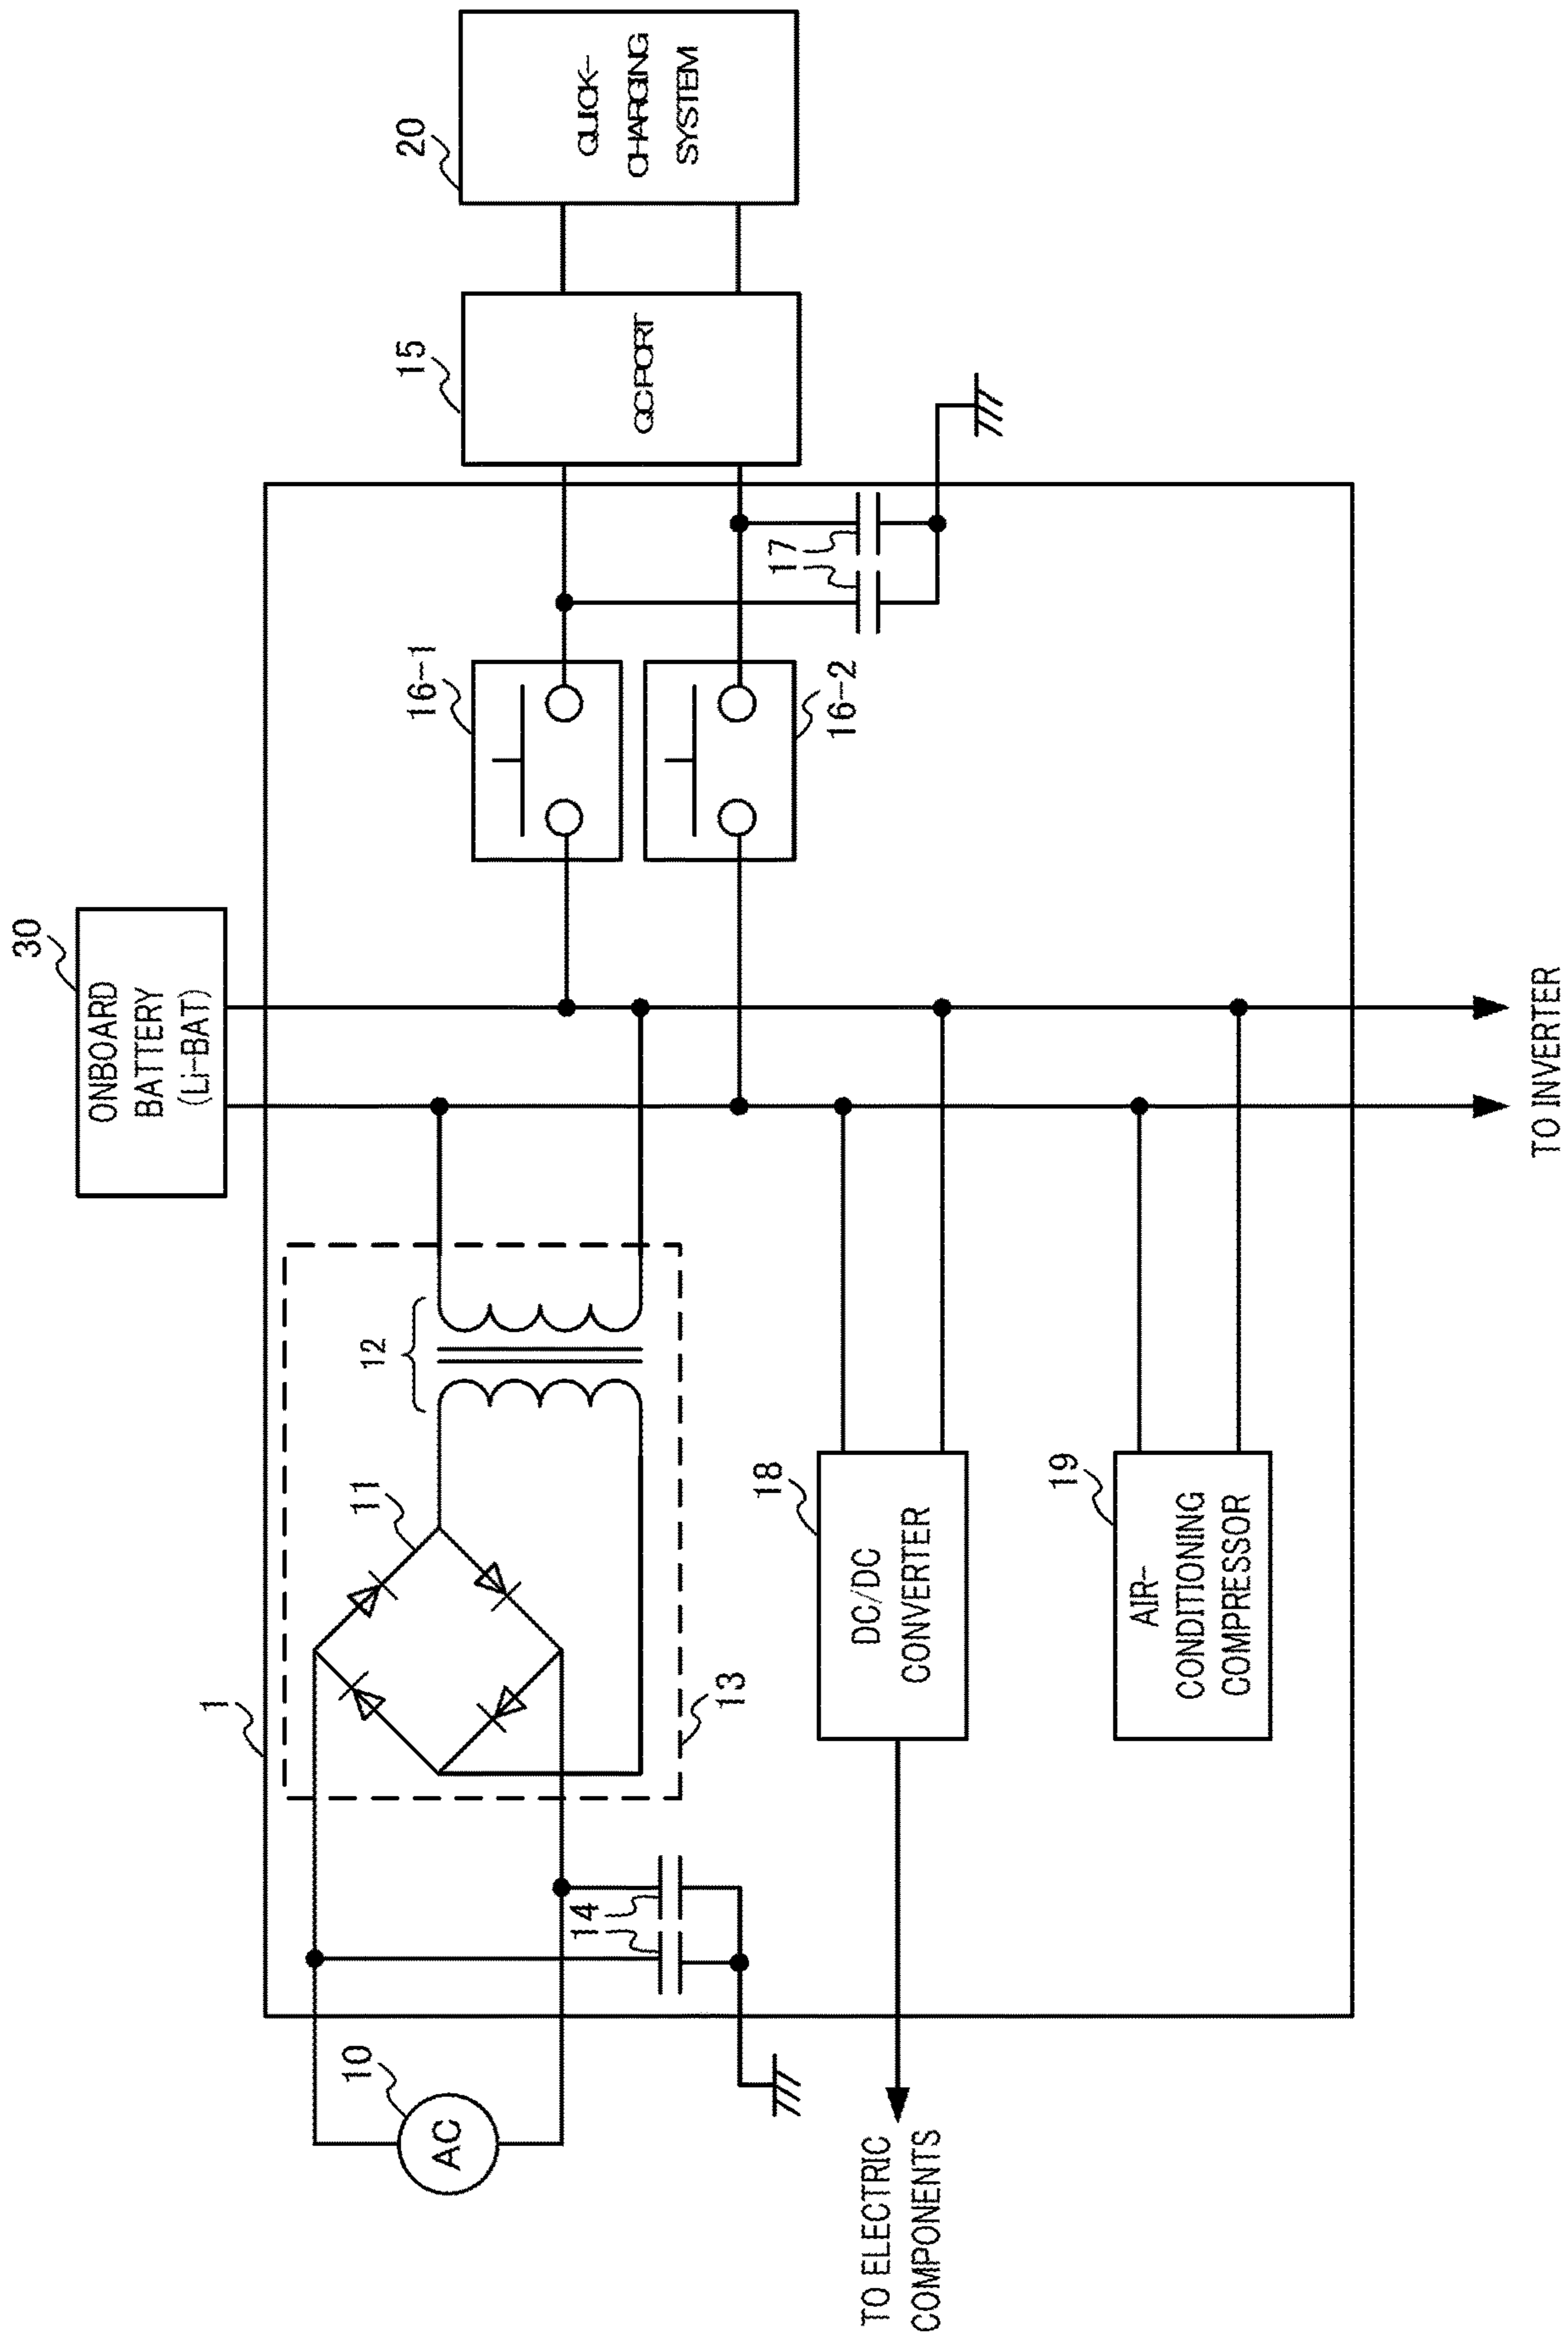 30
ONBOARD
BATTERY
(Li-BAT)
1
10
AC
14
11
12
13
16-1
16-2
17
15
QC PORT
20
QUICK-
CHARGING
SYSTEM
18
DC/DC
CONVERTER
19
AIR-
CONDITIONING
COMPRESSOR
TO ELECTRIC
COMPONENTS
TO INVERTER